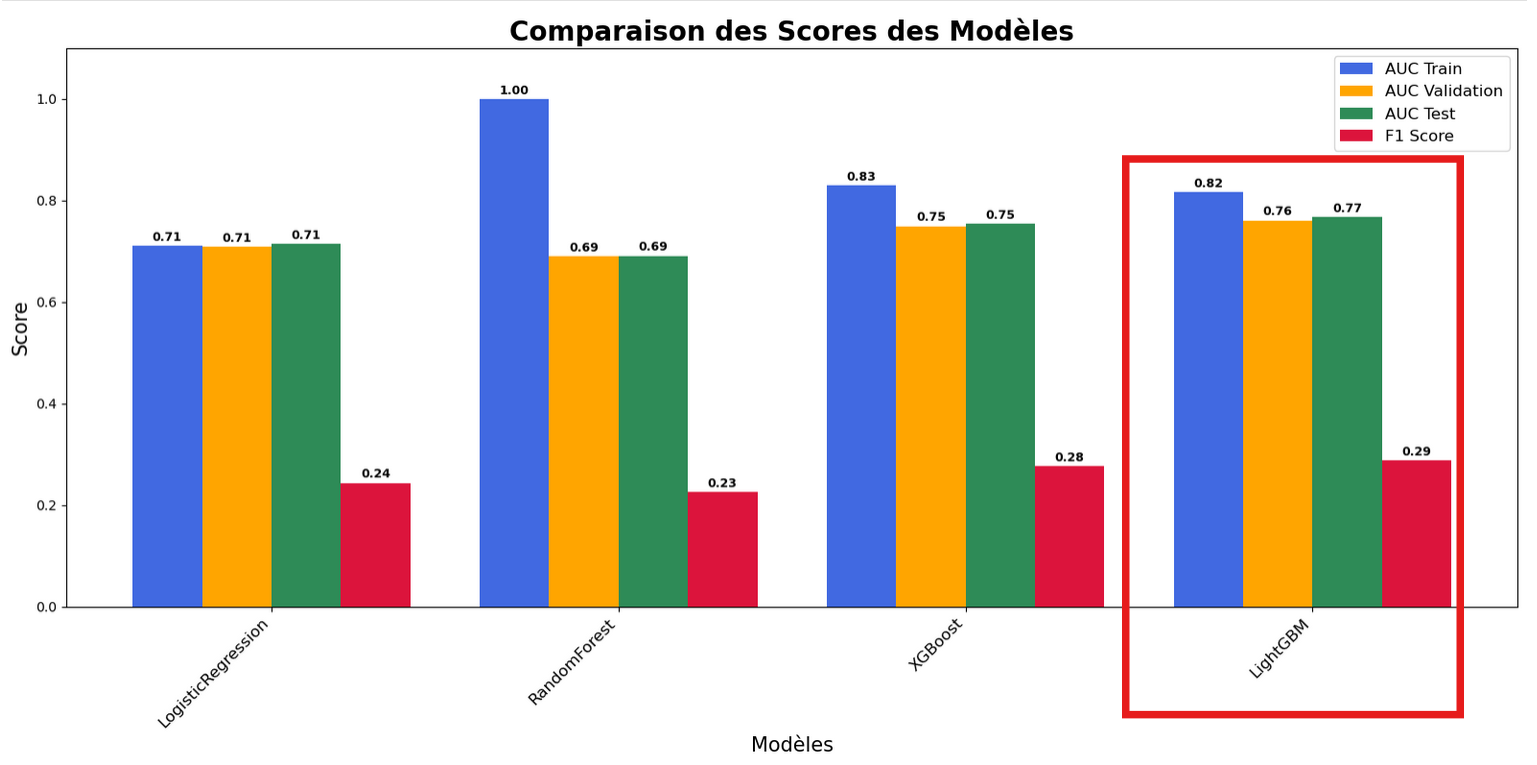 Comparaison des Scores des Modèles
AUC Train
AUC Validation
AUC Test
F1 Score
Score
1.0
0.8
0.6
0.4
0.2
0.0
0.71
0.71
0.71
0.24
1.00
0.69
0.69
0.23
0.83
0.75
0.75
0.28
0.82
0.76
0.77
0.29
LogisticRegression
RandomForest
XGBoost
LightGBM
Modèles